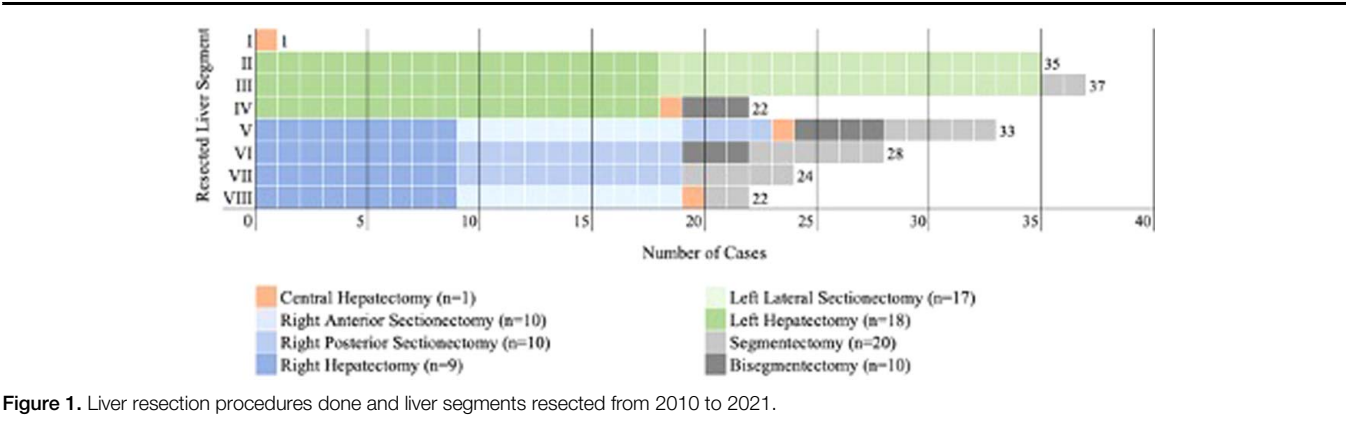 Resected Liver Segment
I 1
II 35
III 37
IV 22
V 33
VI 28
VII 24
VIII 22
0 5 10 15 20 25 30 35 40
Number of Cases
Central Hepatectomy (n=1)
Right Anterior Sectionectomy (n=10)
Right Posterior Sectionectomy (n=10)
Right Hepatectomy (n=9)
Left Lateral Sectionectomy (n=17)
Left Hepatectomy (n=18)
Segmentectomy (n=20)
Bisegmentectomy (n=10)
Figure 1. Liver resection procedures done and liver segments resected from 2010 to 2021.